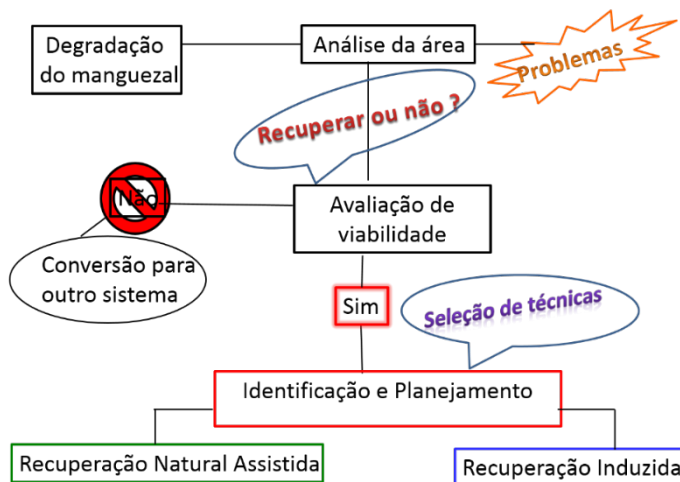 Degradação
do manguezal
Análise da área
Problemas
Recuperar ou não ?
Não
Avaliação de
viabilidade
Conversão para
outro sistema
Sim
Seleção de técnicas
Identificação e Planejamento
Recuperação Natural Assistida
Recuperação Induzida